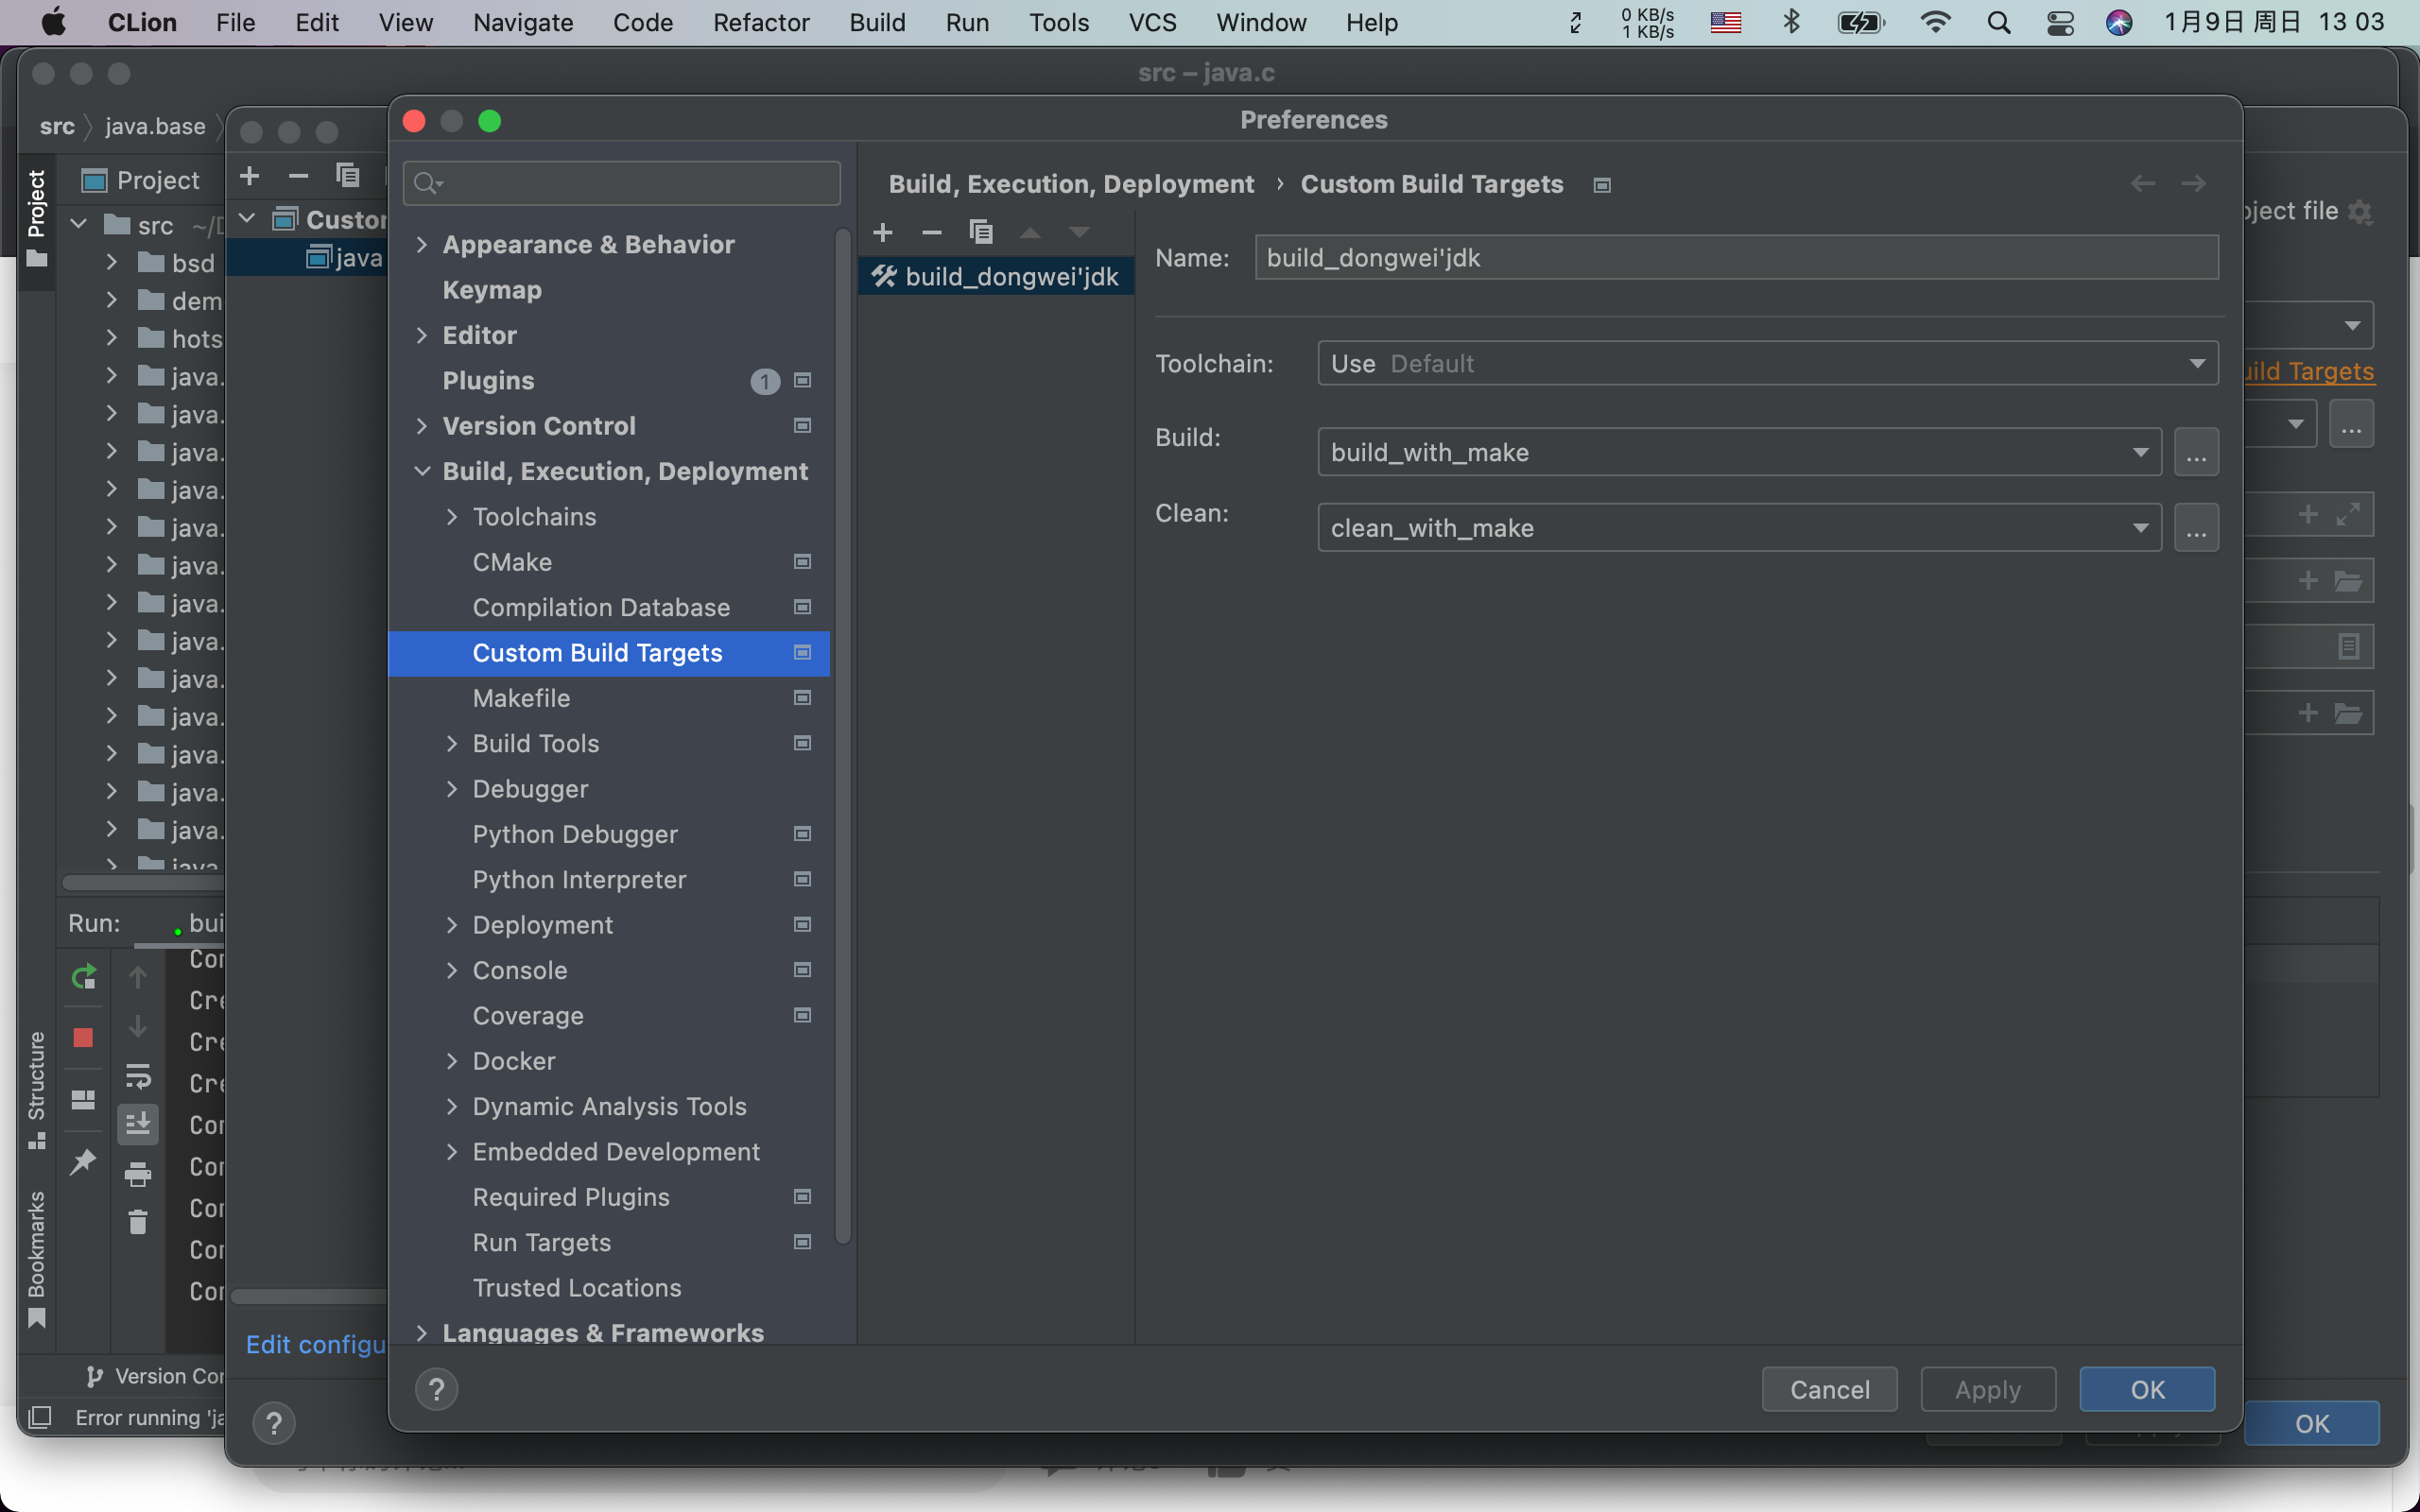 CLion File Edit View Navigate Code Refactor Build Run Tools VCS Window Help 0 KB/s 1 KB/s 1月9日 周日 13 03
src – java.c
src java.base
Preferences
Project
Project
src
bsd
dem
hots
java.
java.
java.
java.
java.
java.
java.
java.
java.
java.
java.
java.
java.
java
Custom
java
Appearance & Behavior
Keymap
Editor
Plugins 1
Version Control
Build, Execution, Deployment
Toolchains
CMake
Compilation Database
Custom Build Targets
Makefile
Build Tools
Debugger
Python Debugger
Python Interpreter
Deployment
Console
Coverage
Docker
Dynamic Analysis Tools
Embedded Development
Required Plugins
Run Targets
Trusted Locations
Languages & Frameworks
Build, Execution, Deployment › Custom Build Targets
build_dongwei'jdk
Name: build_dongwei'jdk
Toolchain: Use Default
Build: build_with_make ...
Clean: clean_with_make ...
oject file
uild Targets
...
Run: bui
Cor
Cre
Cre
Cre
Cor
Cor
Cor
Cor
Cor
Structure
Bookmarks
Edit configu
Version Con
Error running 'ja
?
?
Cancel
Apply
OK
OK